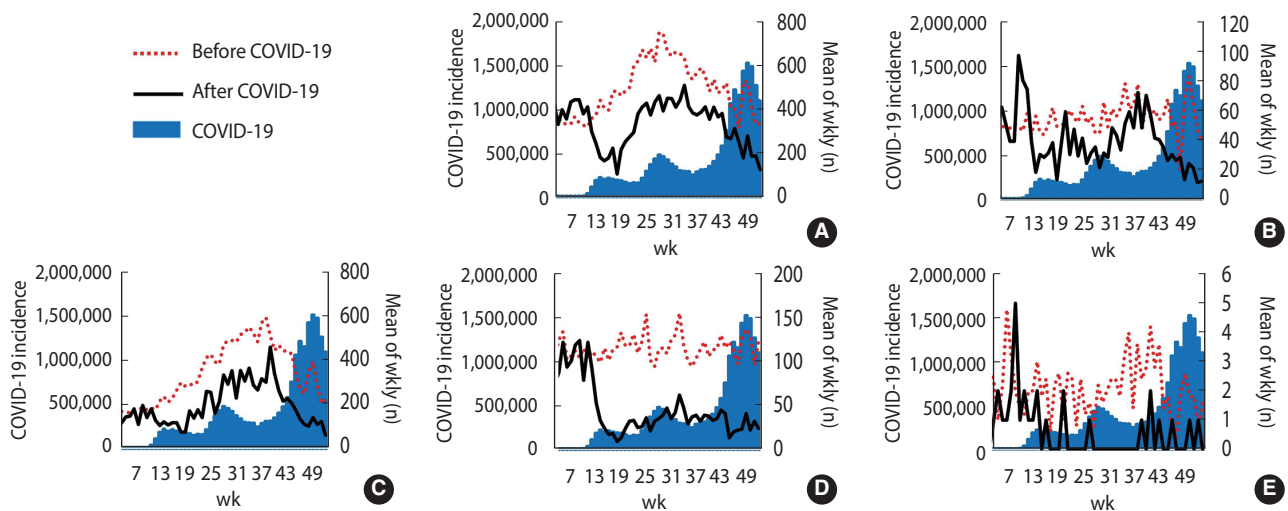 Before COVID-19
After COVID-19
COVID-19
COVID-19 incidence
2,000,000
1,500,000
1,000,000
500,000
0
800
600
400
200
0
Mean of wkly (n)
7 13 19 25 31 37 43 49
wk
A
COVID-19 incidence
2,000,000
1,500,000
1,000,000
500,000
0
120
100
80
60
40
20
0
Mean of wkly (n)
7 13 19 25 31 37 43 49
wk
B
COVID-19 incidence
2,000,000
1,500,000
1,000,000
500,000
0
800
600
400
200
0
Mean of wkly (n)
7 13 19 25 31 37 43 49
wk
C
COVID-19 incidence
2,000,000
1,500,000
1,000,000
500,000
0
200
150
100
50
0
Mean of wkly (n)
7 13 19 25 31 37 43 49
wk
D
COVID-19 incidence
2,000,000
1,500,000
1,000,000
500,000
0
6
5
4
3
2
1
0
Mean of wkly (n)
7 13 19 25 31 37 43 49
wk
E